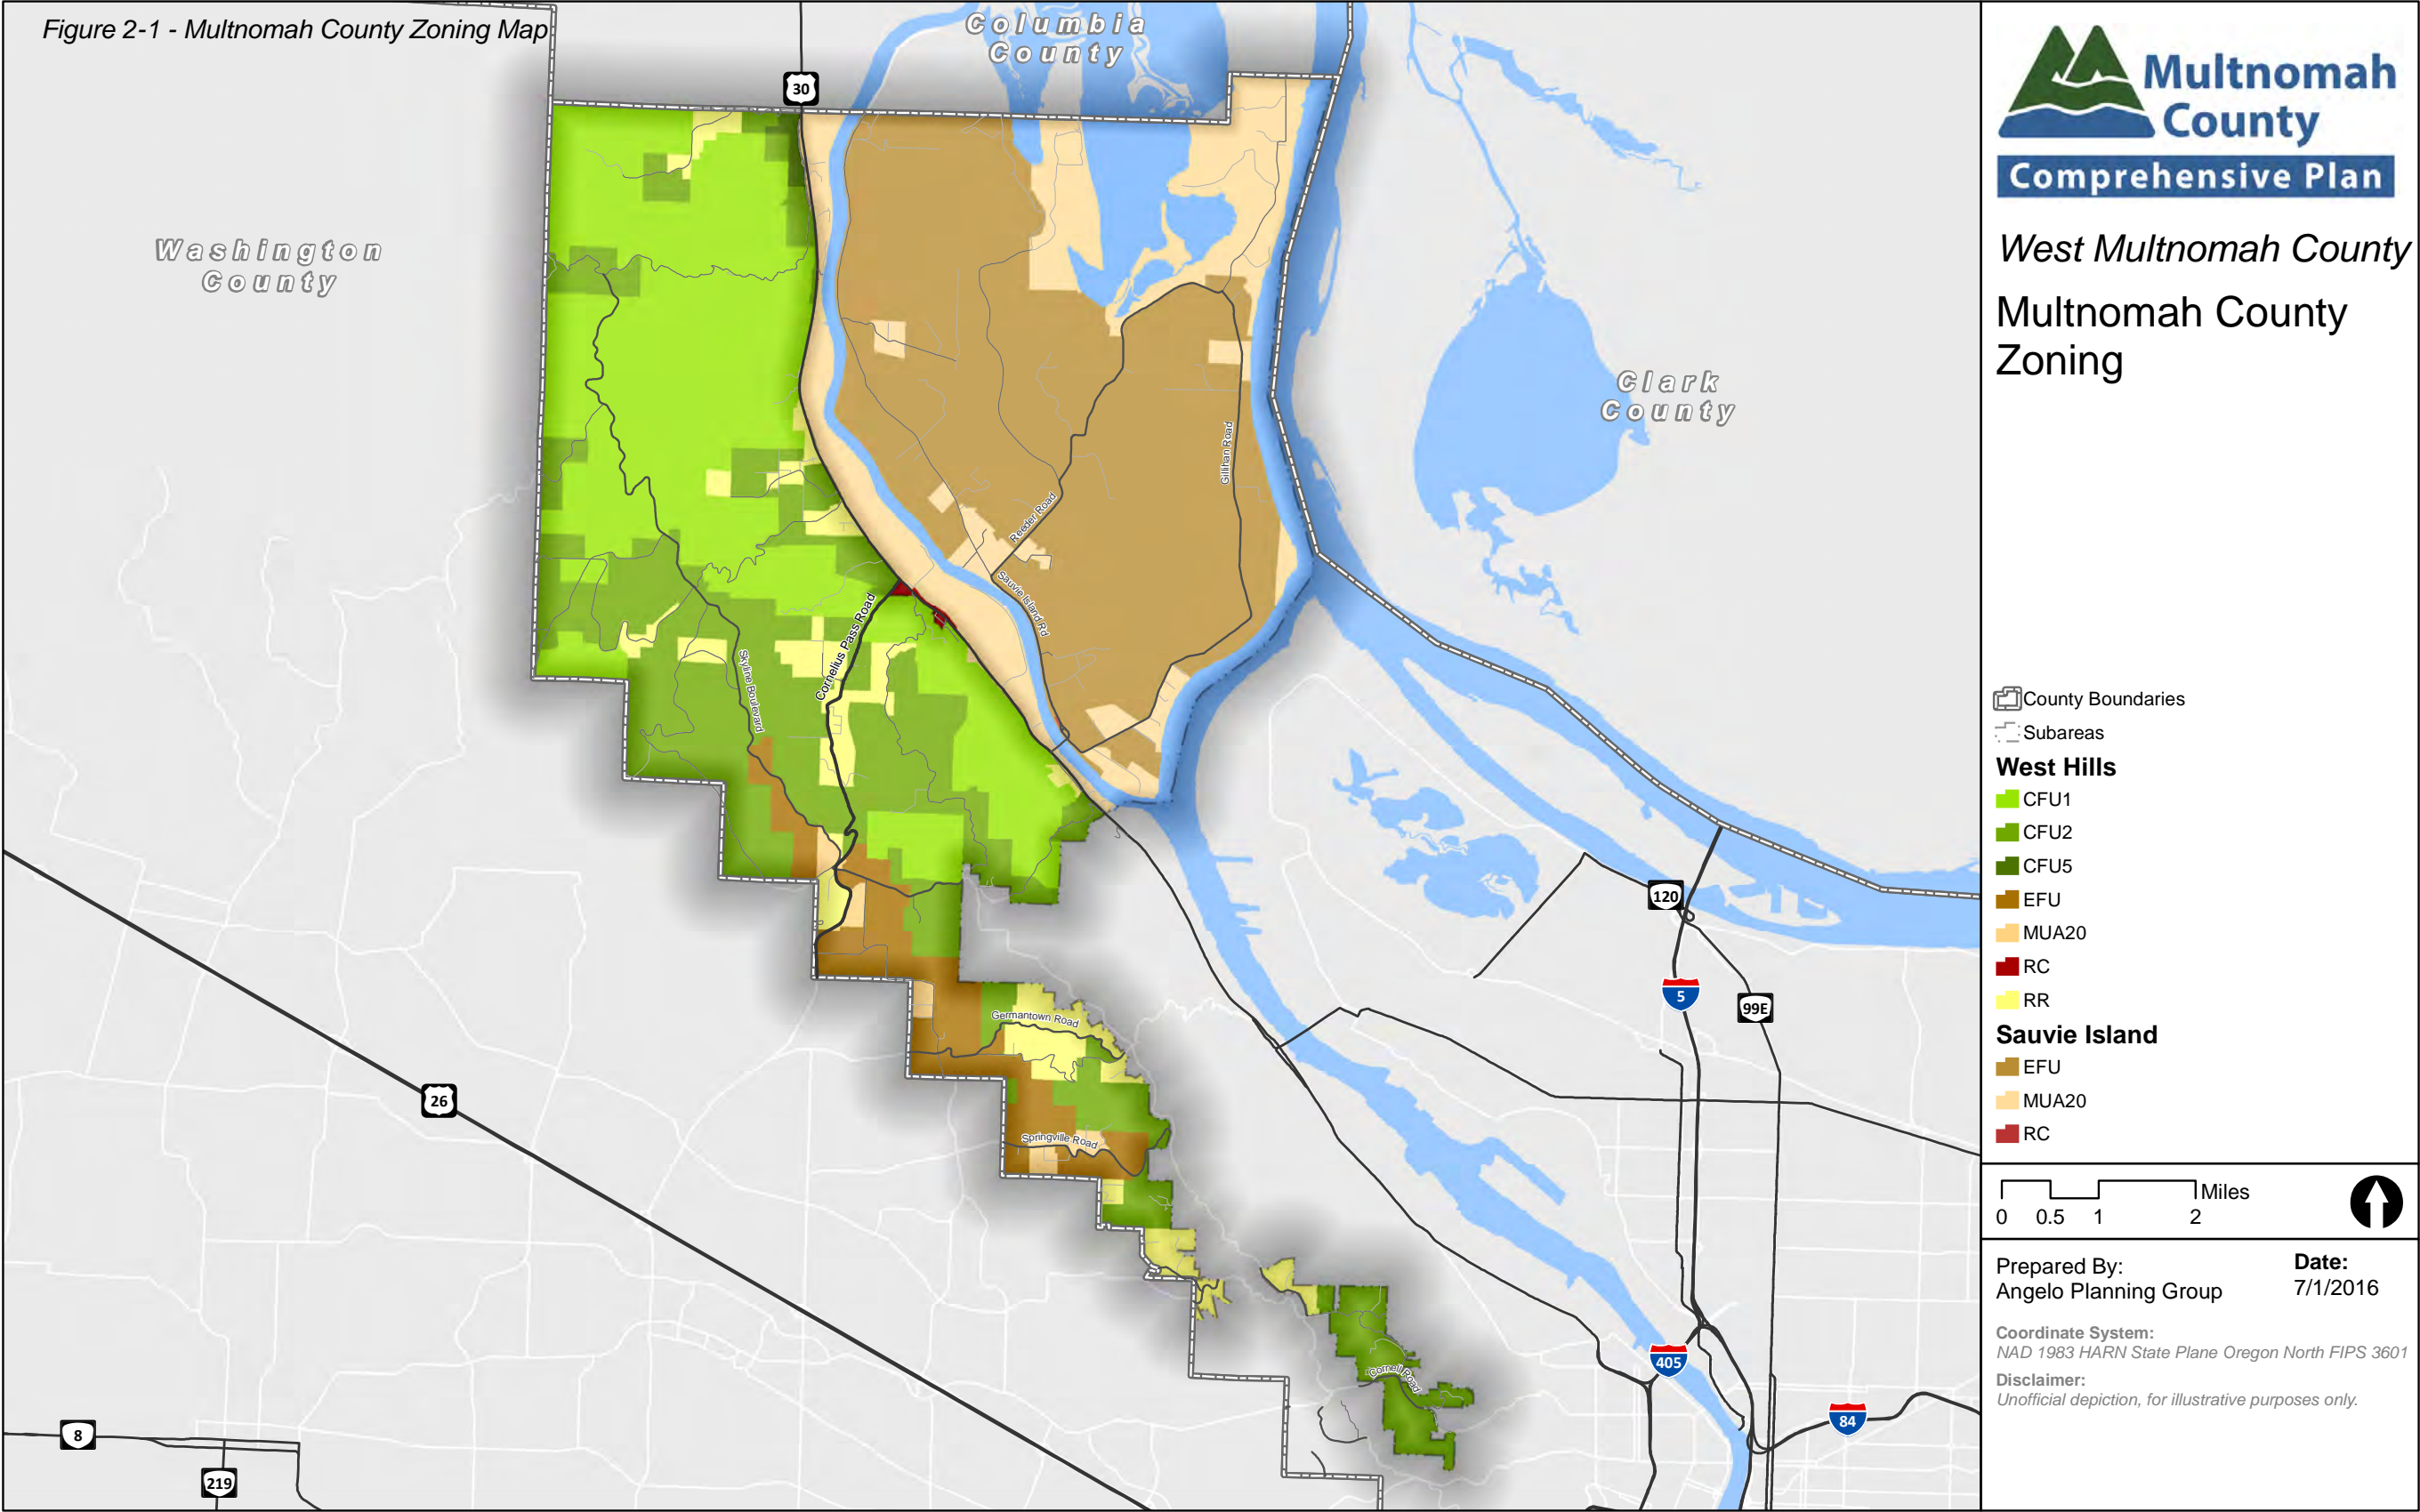 Figure 2-1 - Multnomah County Zoning Map
Columbia
County
30
Washington
County
Clark
County
Gillihan Road
Reeder Road
Sauvie Island Rd
Cornelius Pass Road
Skyline Boulevard
120
5
99E
Germantown Road
26
Springville Road
Cornell Road
405
84
8
219
Multnomah
County
Comprehensive Plan
West Multnomah County
Multnomah County
Zoning
County Boundaries
Subareas
West Hills
CFU1
CFU2
CFU5
EFU
MUA20
RC
RR
Sauvie Island
EFU
MUA20
RC
Miles
0 0.5 1 2
Prepared By:
Angelo Planning Group
Date:
7/1/2016
Coordinate System:
NAD 1983 HARN State Plane Oregon North FIPS 3601
Disclaimer:
Unofficial depiction, for illustrative purposes only.